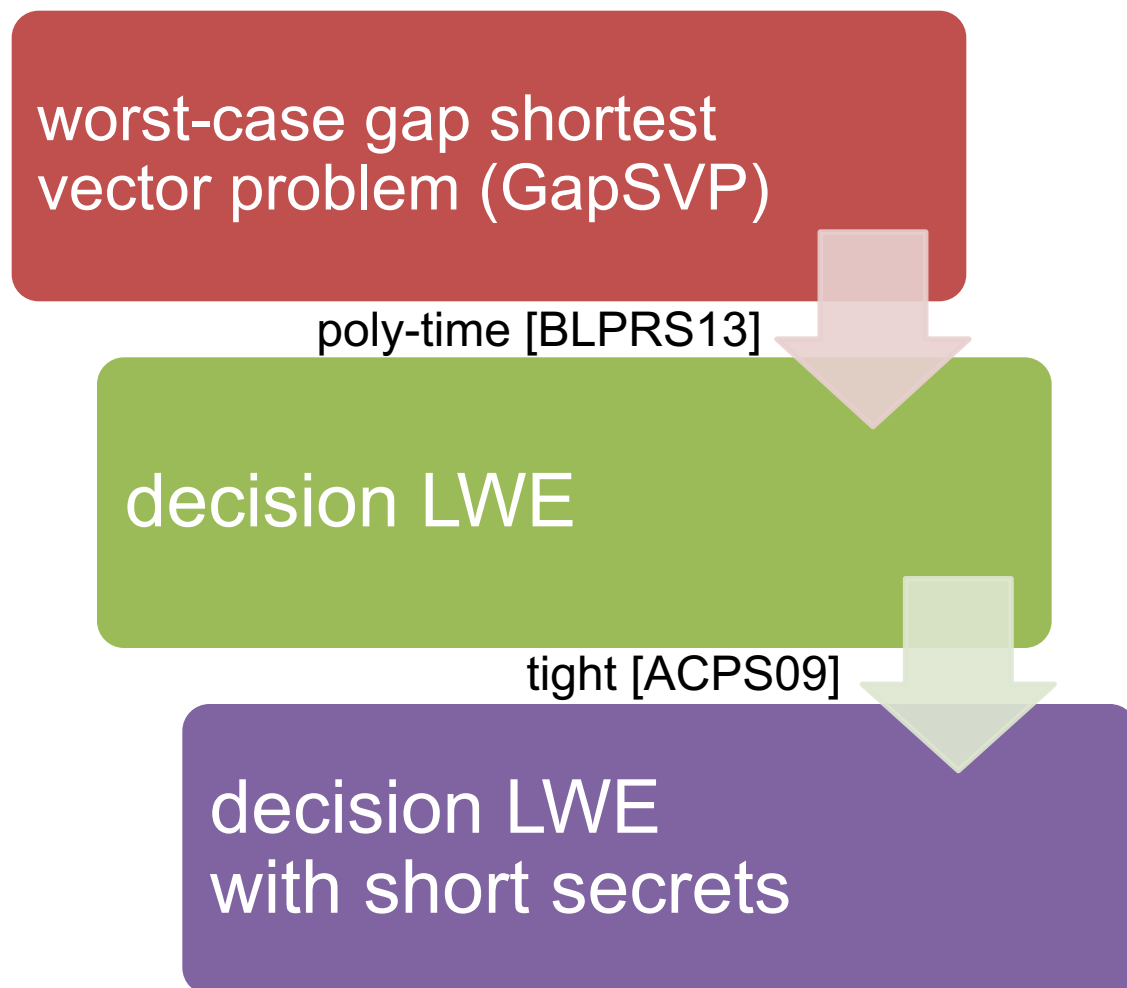 worst-case gap shortest
vector problem (GapSVP)
poly-time [BLPRS13]
decision LWE
tight [ACPS09]
decision LWE
with short secrets